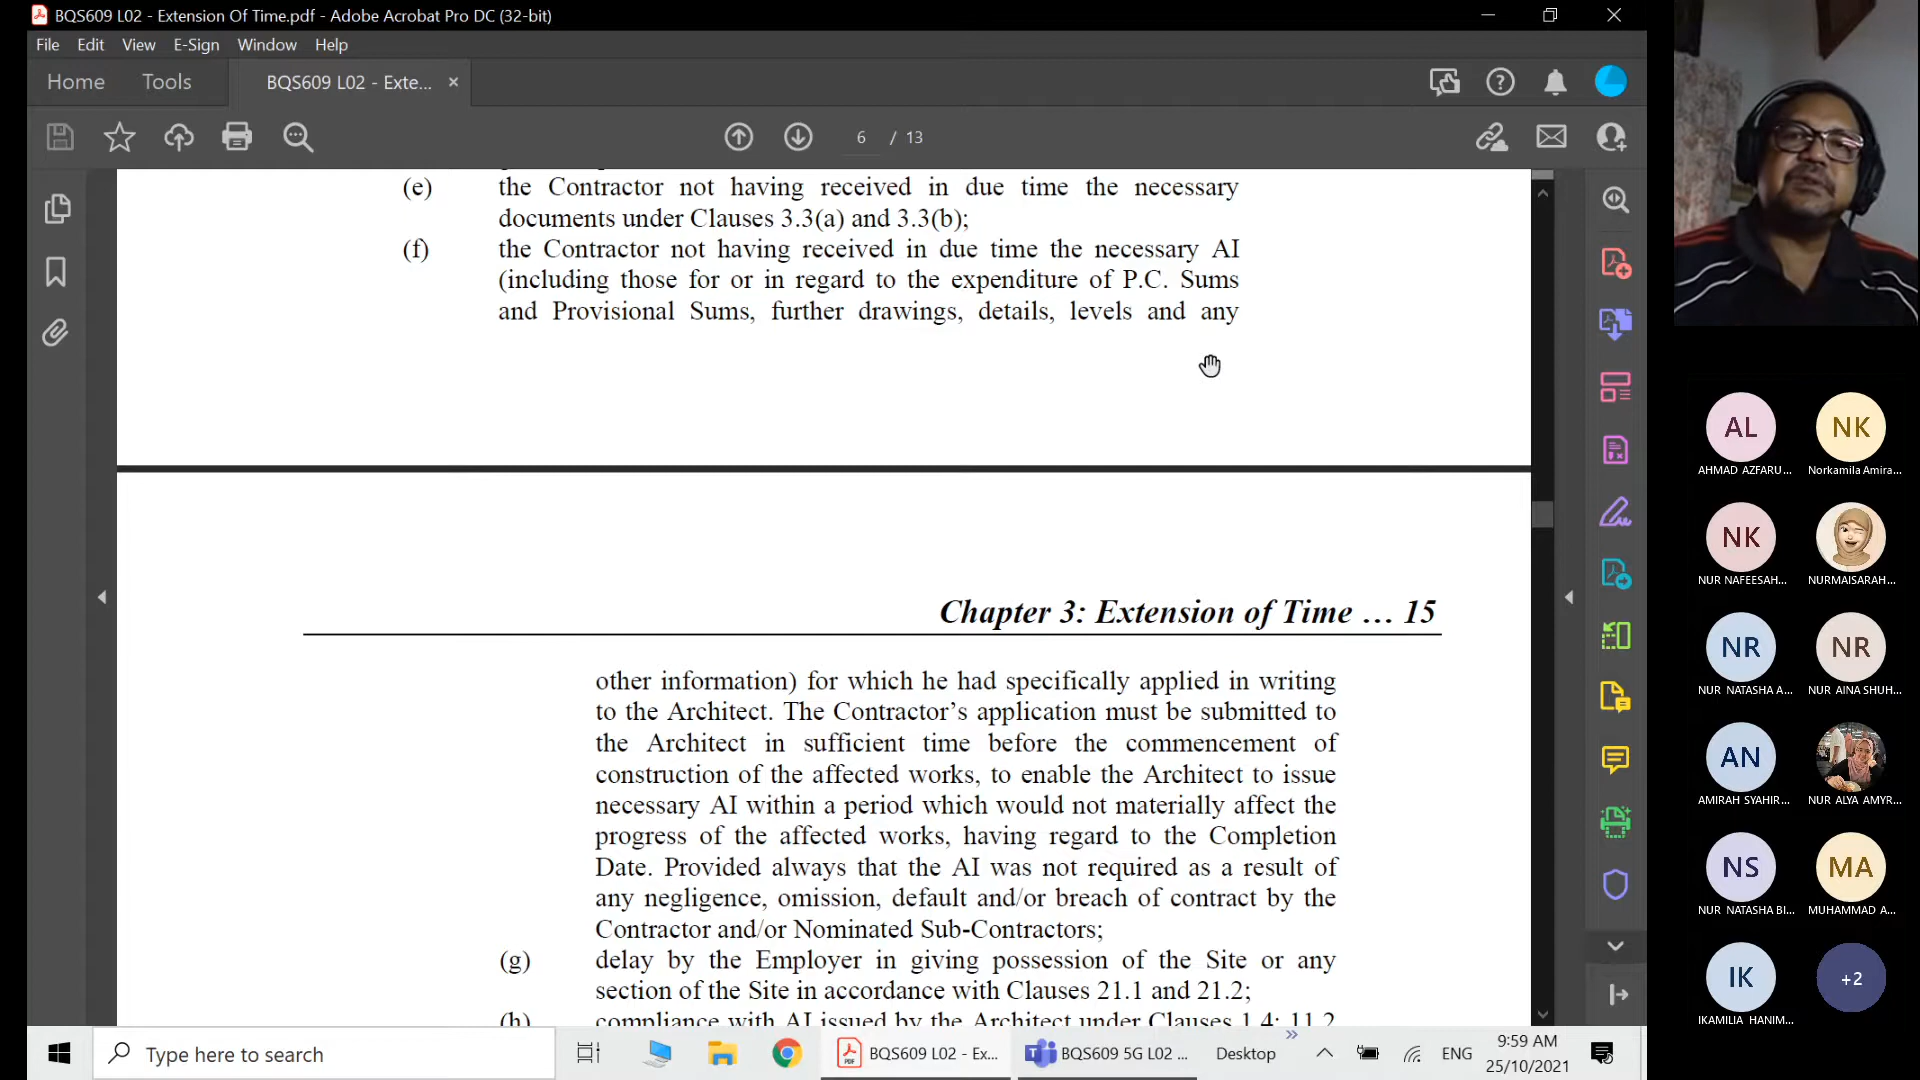 BQS609 L02 - Extension Of Time.pdf - Adobe Acrobat Pro DC (32-bit)
File Edit View E-Sign Window Help
Home Tools BQS609 L02 - Exte... ×
6 / 13
(e) the Contractor not having received in due time the necessary
documents under Clauses 3.3(a) and 3.3(b);
(f) the Contractor not having received in due time the necessary AI
(including those for or in regard to the expenditure of P.C. Sums
and Provisional Sums, further drawings, details, levels and any
Chapter 3: Extension of Time … 15
other information) for which he had specifically applied in writing
to the Architect. The Contractor's application must be submitted to
the Architect in sufficient time before the commencement of
construction of the affected works, to enable the Architect to issue
necessary AI within a period which would not materially affect the
progress of the affected works, having regard to the Completion
Date. Provided always that the AI was not required as a result of
any negligence, omission, default and/or breach of contract by the
Contractor and/or Nominated Sub-Contractors;
(g) delay by the Employer in giving possession of the Site or any
section of the Site in accordance with Clauses 21.1 and 21.2;
(h) compliance with AI issued by the Architect under Clauses 1.4; 11.2
AL NK
AHMAD AZFARU... Norkamila Amira...
NK
NUR NAFEESAH... NURMAISARAH...
NR NR
NUR NATASHA A... NUR AINA SHUH...
AN
AMIRAH SYAHIR... NUR ALYA AMYR...
NS MA
NUR NATASHA BI... MUHAMMAD A...
IK +2
IKAMILIA HANIM...
Type here to search
BQS609 L02 - Ex...
BQS609 5G L02 ...
Desktop
ENG
9:59 AM
25/10/2021